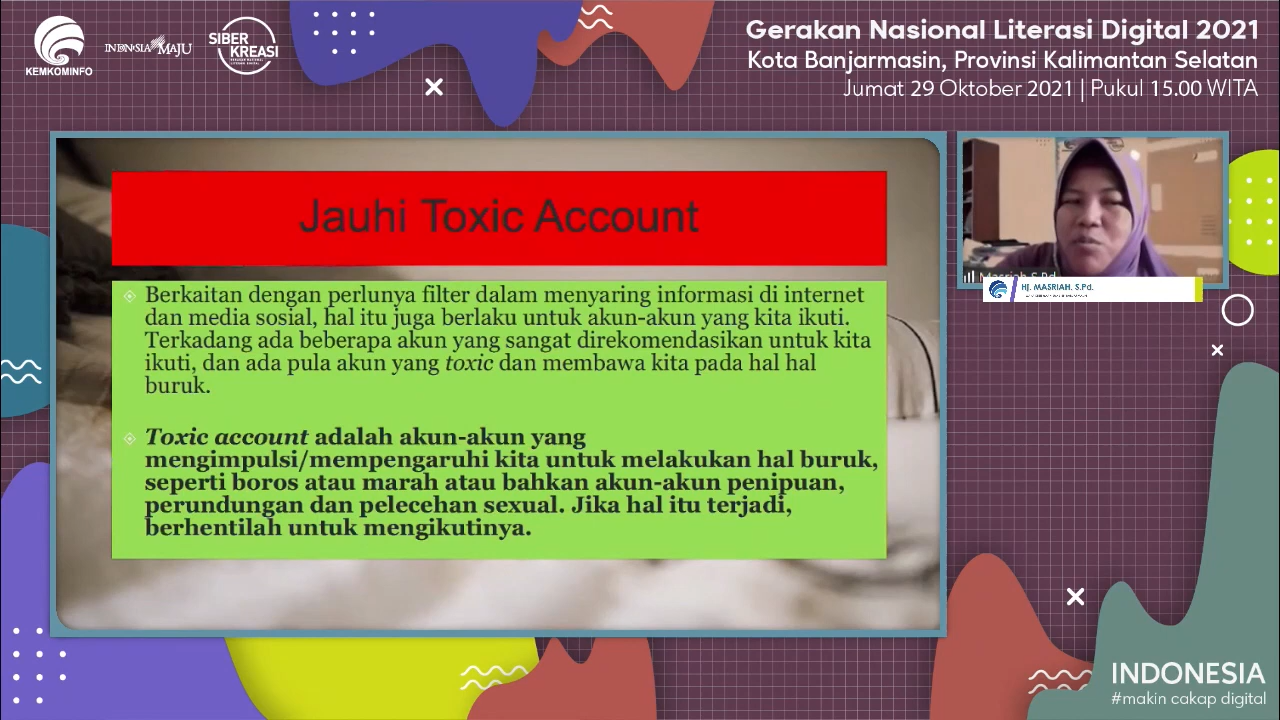 KEMKOMINFO
INDONESIA MAJU
SIBER
KREASI
Gerakan Nasional Literasi Digital 2021
Kota Banjarmasin, Provinsi Kalimantan Selatan
Jumat 29 Oktober 2021 | Pukul 15.00 WITA
Jauhi Toxic Account
Berkaitan dengan perlunya filter dalam menyaring informasi di internet
dan media sosial, hal itu juga berlaku untuk akun-akun yang kita ikuti.
Terkadang ada beberapa akun yang sangat direkomendasikan untuk kita
ikuti, dan ada pula akun yang toxic dan membawa kita pada hal hal
buruk.
Toxic account adalah akun-akun yang
mengimpulsi/mempengaruhi kita untuk melakukan hal buruk,
seperti boros atau marah atau bahkan akun-akun penipuan,
perundungan dan pelecehan sexual. Jika hal itu terjadi,
berhentilah untuk mengikutinya.
Masriah S.Pd
HJ. MASRIAH. S.Pd.
INDONESIA
#makin cakap digital